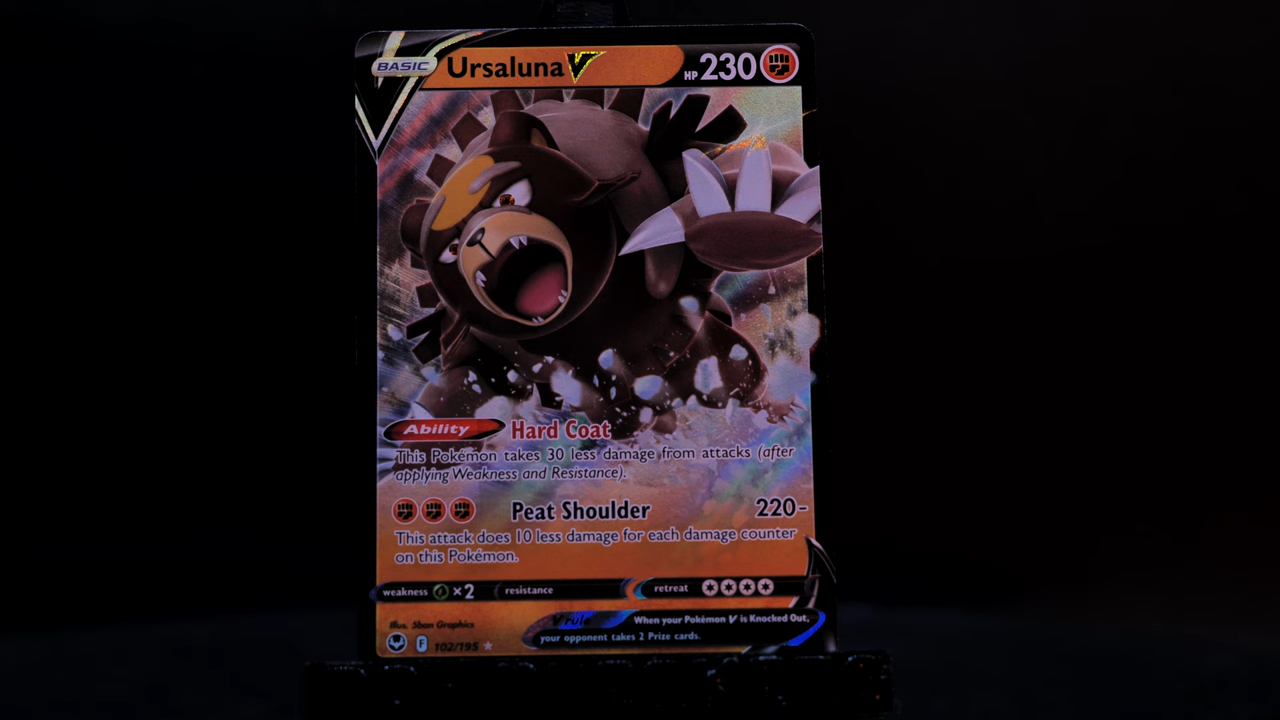 BASIC Ursaluna V HP 230
Ability Hard Coat
This Pokémon takes 30 less damage from attacks (after
applying Weakness and Resistance).
Peat Shoulder 220-
This attack does 10 less damage for each damage counter
on this Pokémon.
weakness ×2 resistance retreat
Illus. 5ban Graphics
V rule When your Pokémon V is Knocked Out,
your opponent takes 2 Prize cards.
F 102/195